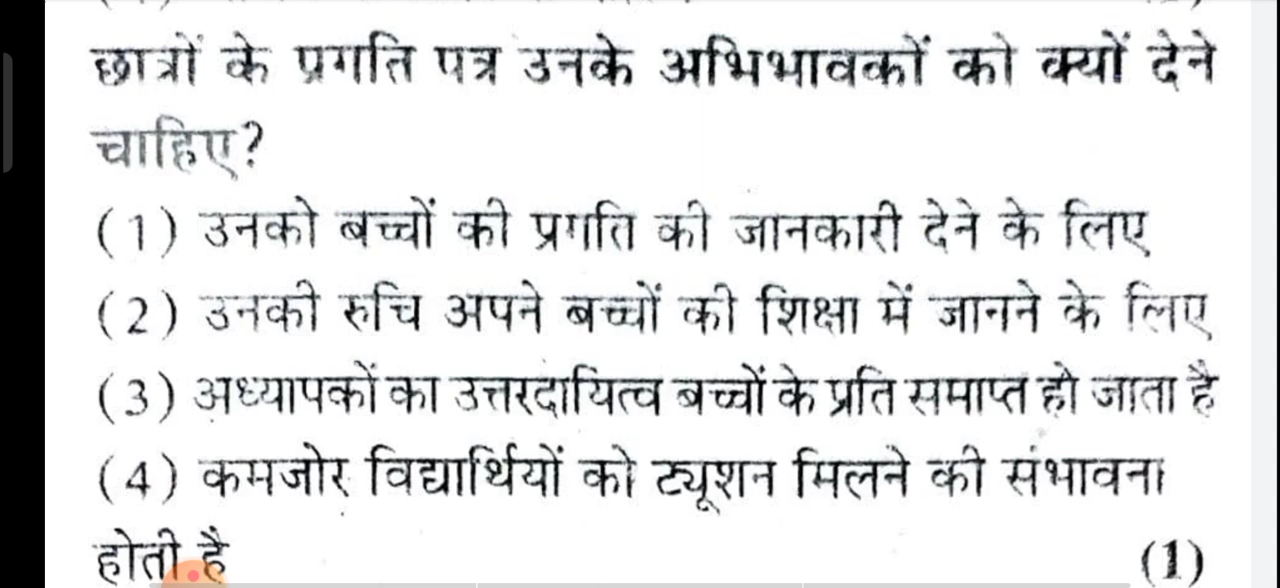 छात्रों के प्रगति पत्र उनके अभिभावकों को क्यों देने
चाहिए?
(1) उनको बच्चों की प्रगति की जानकारी देने के लिए
(2) उनकी रुचि अपने बच्चों की शिक्षा में जानने के लिए
(3) अध्यापकों का उत्तरदायित्व बच्चों के प्रति समाप्त हो जाता है
(4) कमजोर विद्यार्थियों को ट्यूशन मिलने की संभावना
होती है (1)